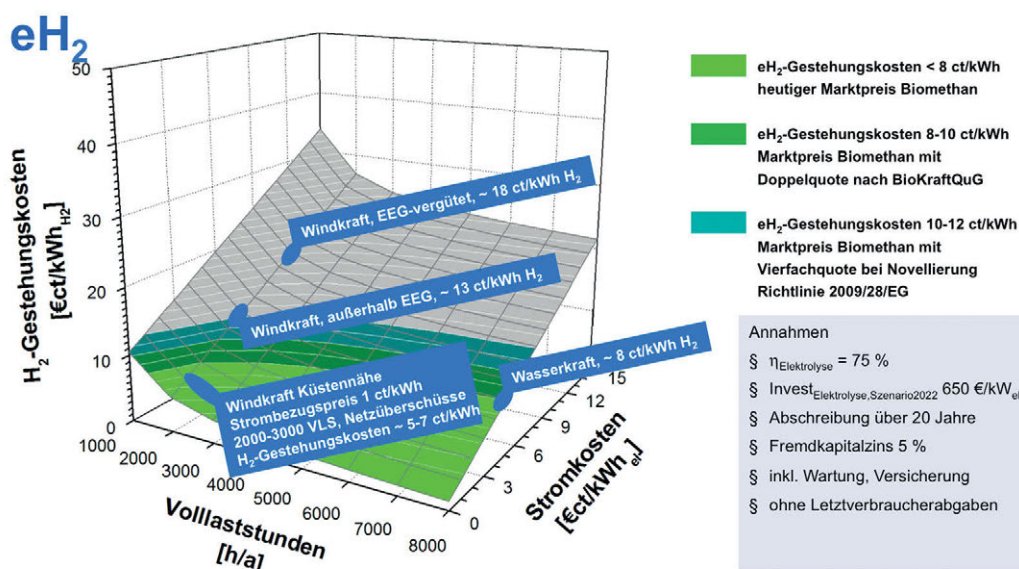 eH₂
50
40
30
20
10
0
H₂-Gestehungskosten
[€ct/kWh_H2]
1000
2000
3000
4000
5000
6000
7000
8000
Volllaststunden
[h/a]
0
3
6
9
12
15
Stromkosten
[€ct/kWh_el]
Windkraft, EEG-vergütet, ~ 18 ct/kWh H₂
Windkraft, außerhalb EEG, ~ 13 ct/kWh H₂
Wasserkraft, ~ 8 ct/kWh H₂
Windkraft Küstennähe
Strombezugspreis 1 ct/kWh
2000-3000 VLS, Netzüberschüsse
H₂-Gestehungskosten ~ 5-7 ct/kWh
eH₂-Gestehungskosten < 8 ct/kWh
heutiger Marktpreis Biomethan
eH₂-Gestehungskosten 8-10 ct/kWh
Marktpreis Biomethan mit
Doppelquote nach BioKraftQuG
eH₂-Gestehungskosten 10-12 ct/kWh
Marktpreis Biomethan mit
Vierfachquote bei Novellierung
Richtlinie 2009/28/EG
Annahmen
§ η_Elektrolyse = 75 %
§ Invest_Elektrolyse,Szenario2022 650 €/kW_el
§ Abschreibung über 20 Jahre
§ Fremdkapitalzins 5 %
§ inkl. Wartung, Versicherung
§ ohne Letztverbraucherabgaben